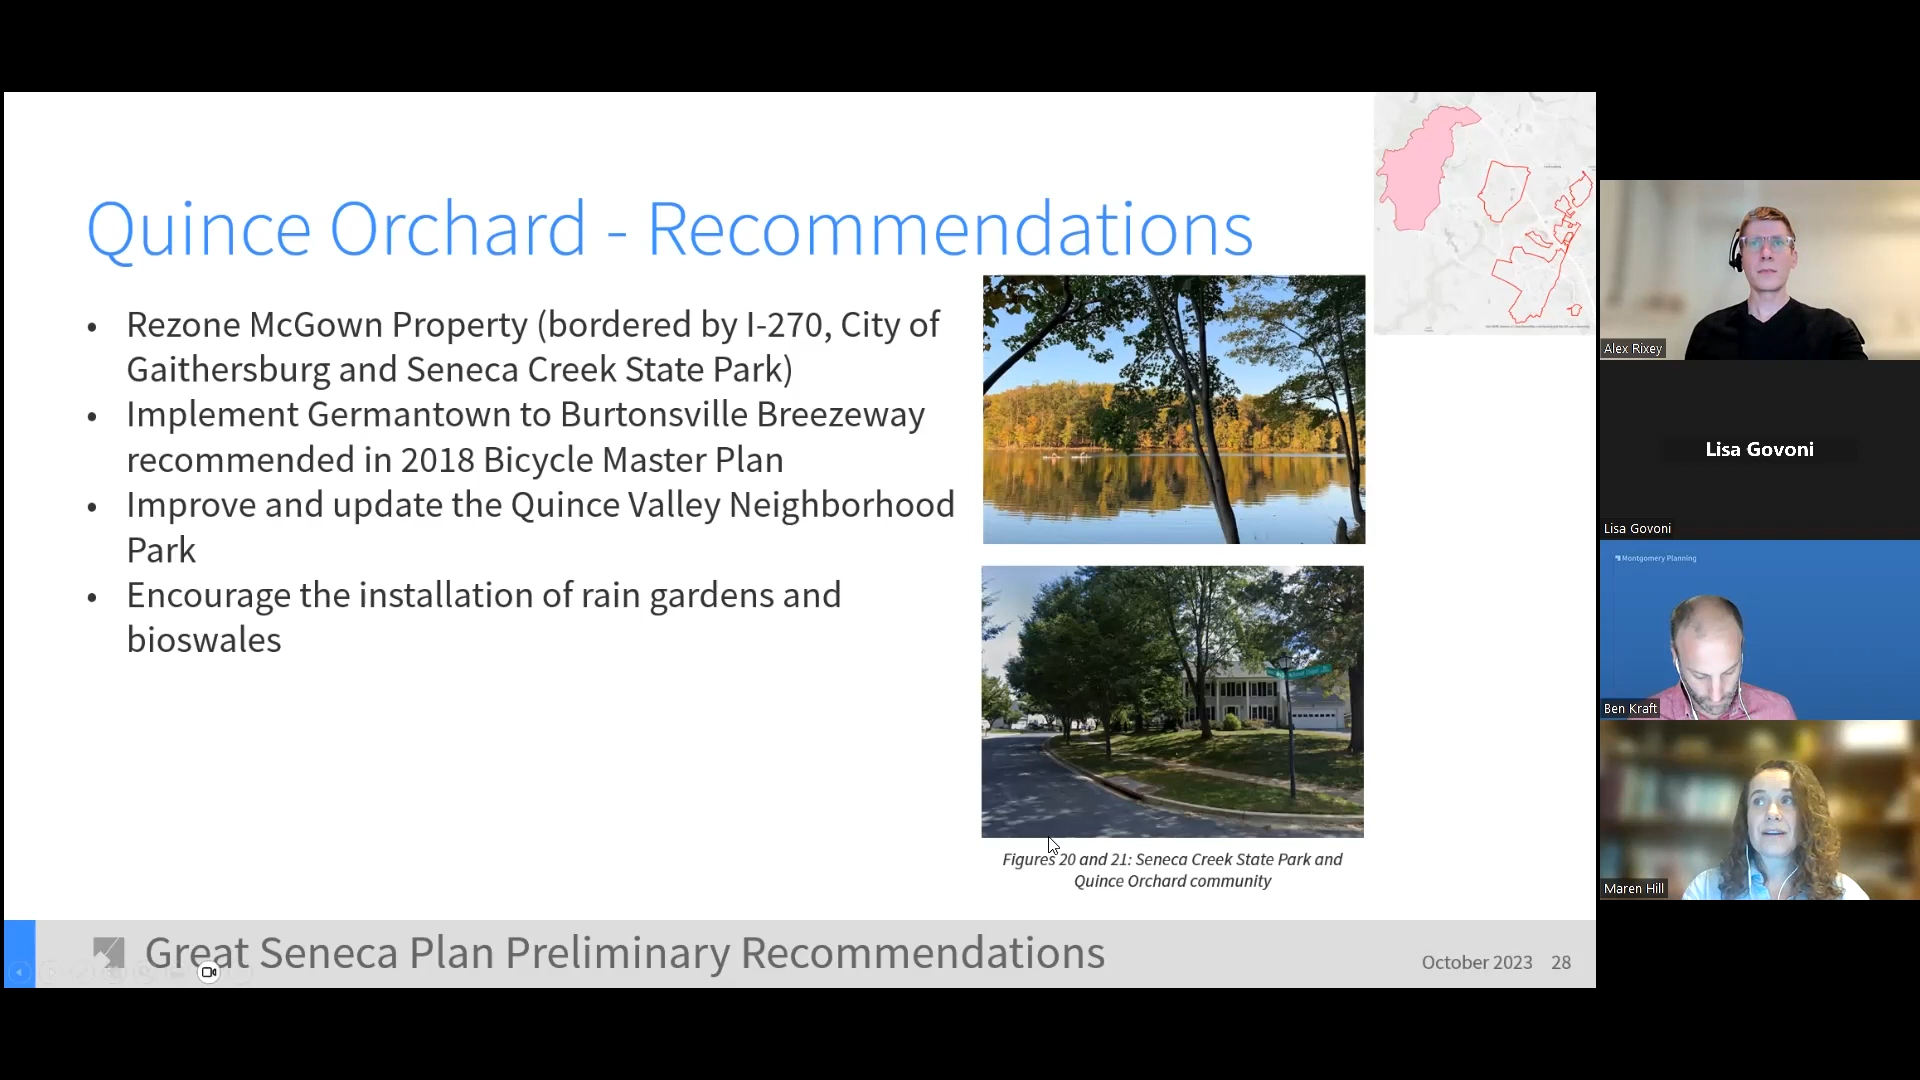 Quince Orchard - Recommendations
• Rezone McGown Property (bordered by I-270, City of
Gaithersburg and Seneca Creek State Park)
• Implement Germantown to Burtonsville Breezeway
recommended in 2018 Bicycle Master Plan
• Improve and update the Quince Valley Neighborhood
Park
• Encourage the installation of rain gardens and
bioswales
Figures 20 and 21: Seneca Creek State Park and
Quince Orchard community
Great Seneca Plan Preliminary Recommendations
October 2023 28
Alex Rixey
Lisa Govoni
Lisa Govoni
Montgomery Planning
Ben Kraft
Maren Hill